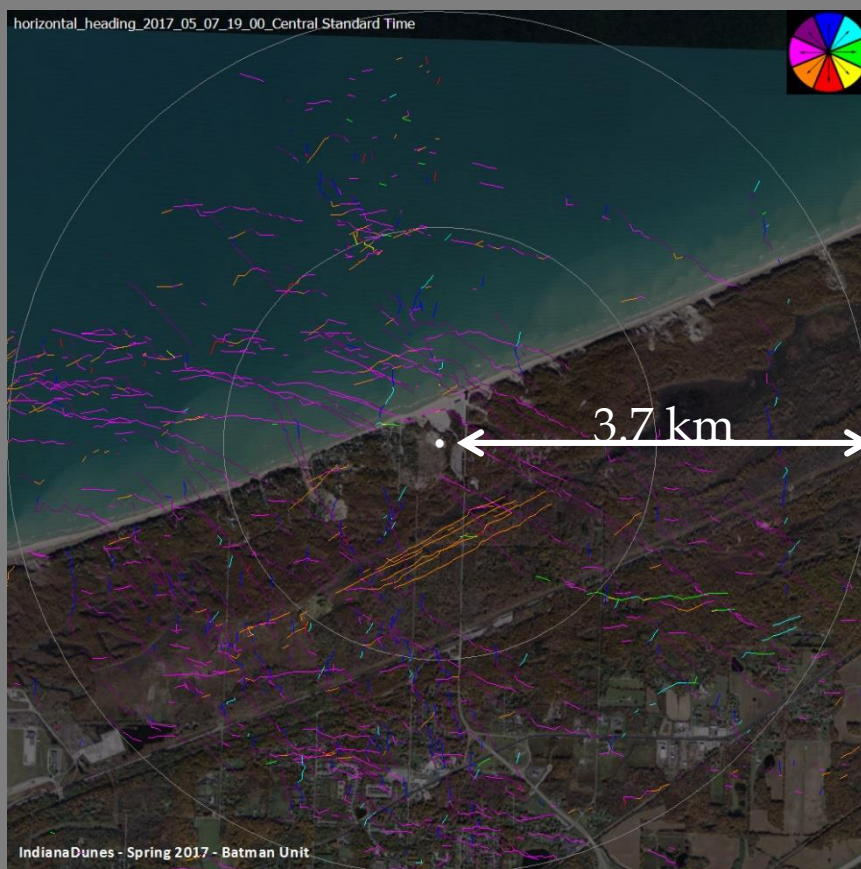 horizontal_heading_2017_05_07_19_00_Central Standard Time
3.7 km
IndianaDunes - Spring 2017 - Batman Unit